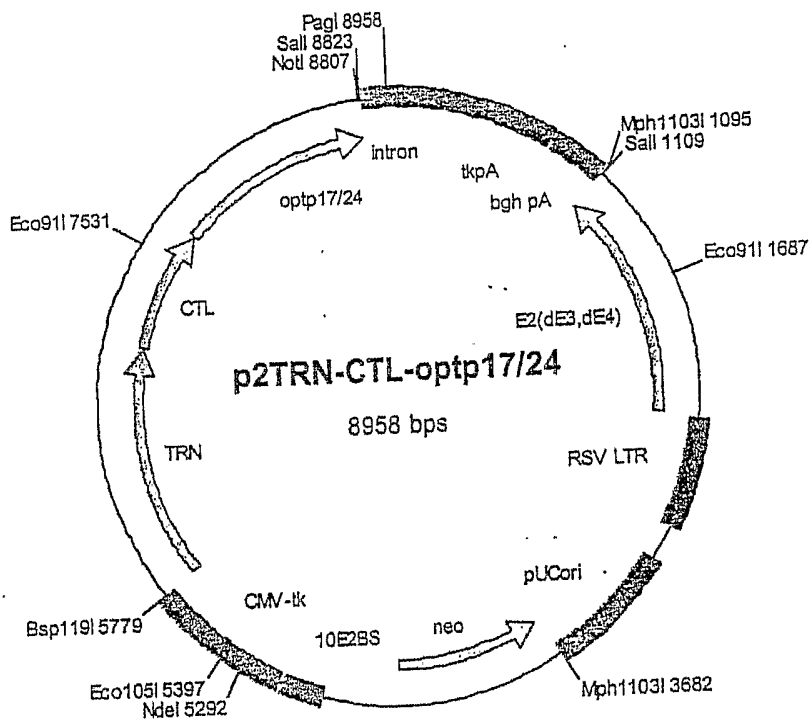 PagI 8958
SalI 8823
NotI 8807
Mph1103I 1095
SalI 1109
intron
tkpA
bgh pA
optp17/24
Eco91I 7531
Eco91I 1687
CTL
E2(dE3,dE4)
p2TRN-CTL-optp17/24
8958 bps
TRN
RSV LTR
pUCori
CMV-tk
Bsp119I 5779
10E2BS
neo
Eco105I 5397
NdeI 5292
Mph1103I 3682